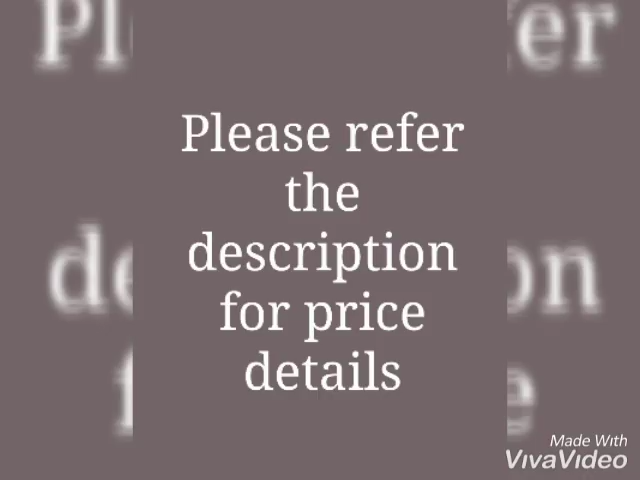 Please refer
the
description
for price
details
Made With
VivaVideo